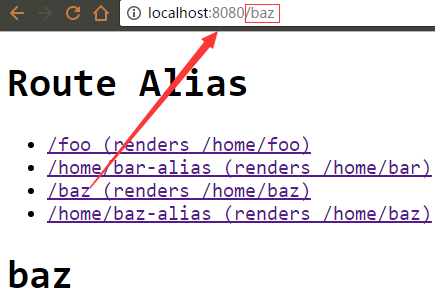 localhost:8080/baz
Route Alias
/foo (renders /home/foo)
/home/bar-alias (renders /home/bar)
/baz (renders /home/baz)
/home/baz-alias (renders /home/baz)
baz